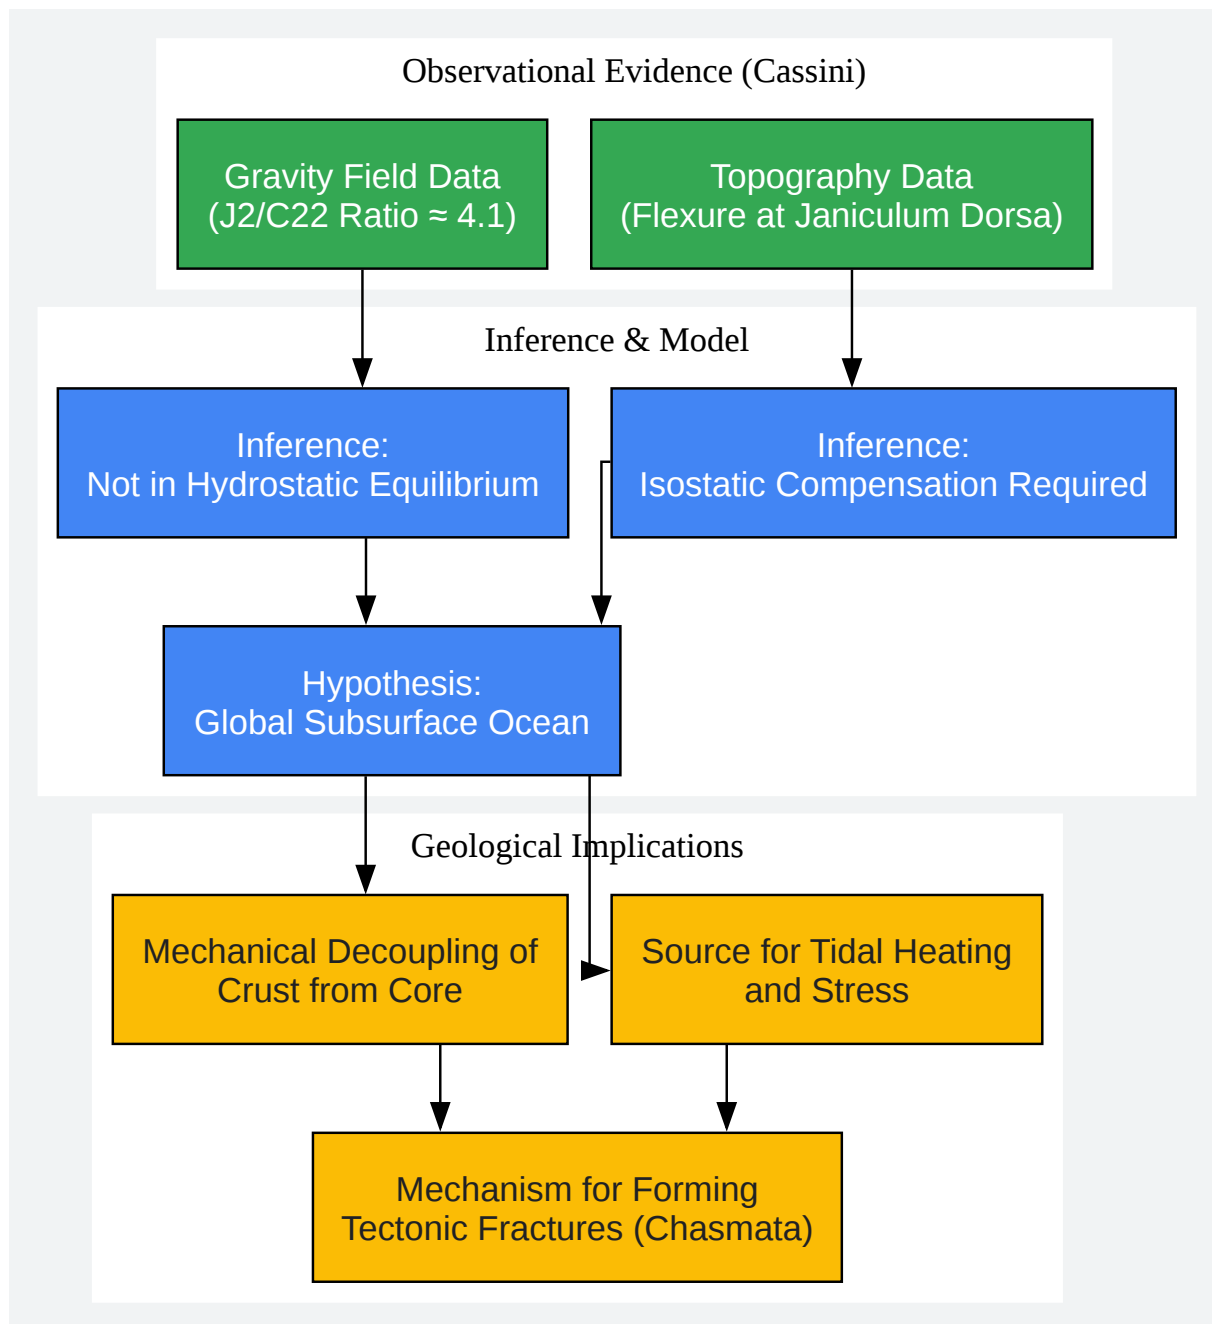 Observational Evidence (Cassini)
Gravity Field Data
(J2/C22 Ratio ≈ 4.1)
Topography Data
(Flexure at Janiculum Dorsa)
Inference & Model
Inference:
Not in Hydrostatic Equilibrium
Inference:
Isostatic Compensation Required
Hypothesis:
Global Subsurface Ocean
Geological Implications
Mechanical Decoupling of
Crust from Core
Source for Tidal Heating
and Stress
Mechanism for Forming
Tectonic Fractures (Chasmata)